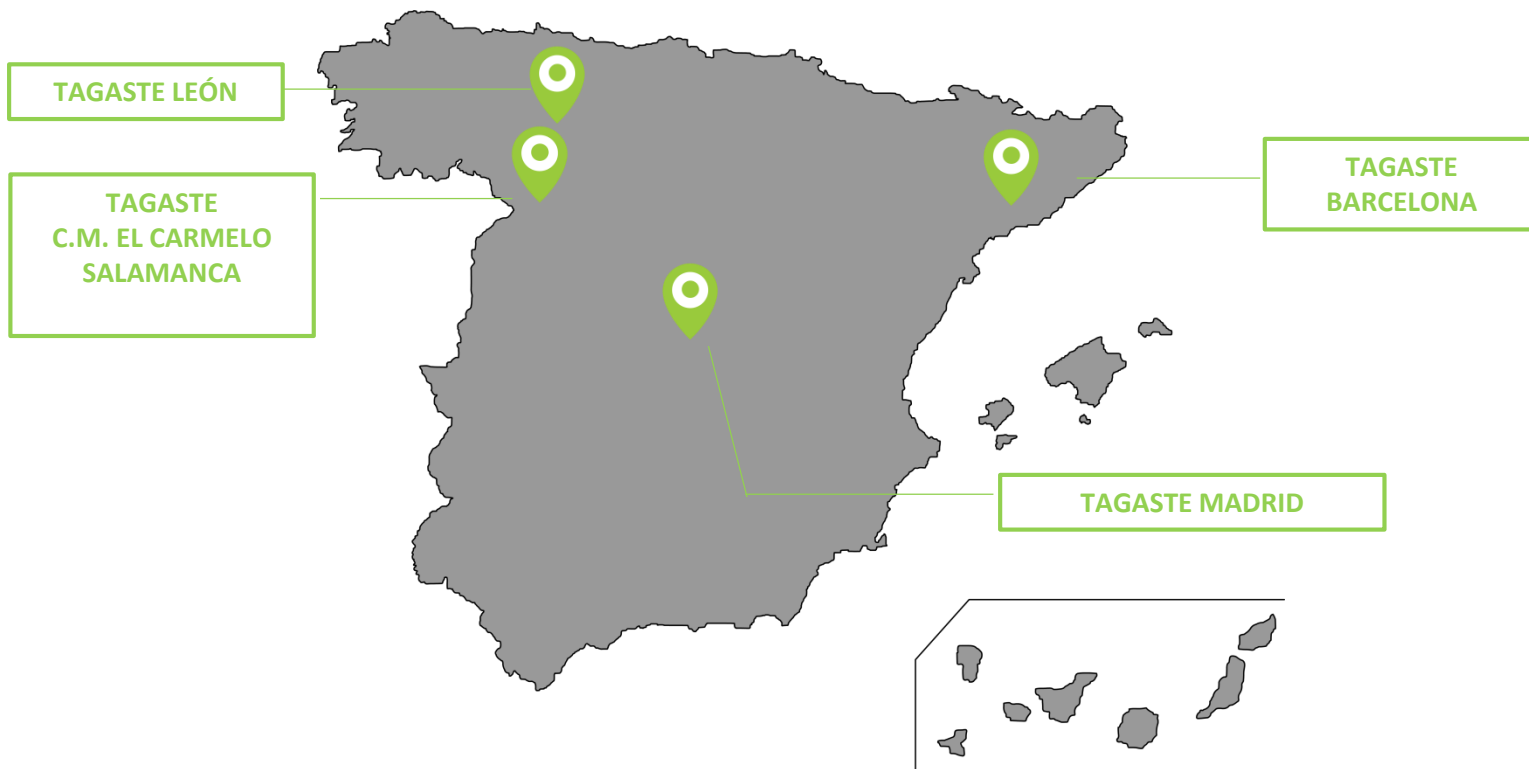 TAGASTE LEÓN
TAGASTE
C.M. EL CARMELO
SALAMANCA
TAGASTE
BARCELONA
TAGASTE MADRID